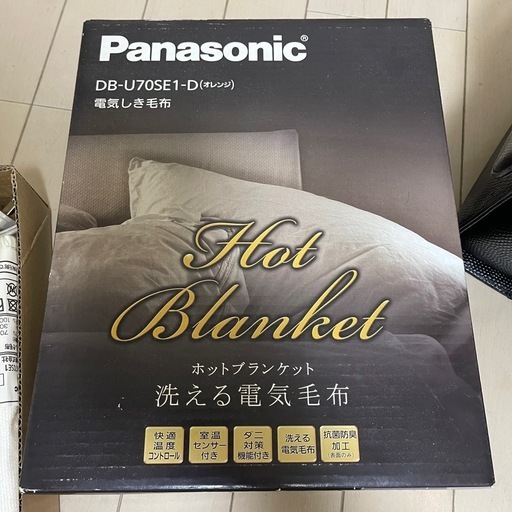 Panasonic®
DB-U70SE1-D(オレンジ)
電気しき毛布
Hot
Blanket
ホットブランケット
洗える電気毛布
快適
温度
コントロール
室温
センサー
付き
ダニ
対策
機能付き
洗える
電気毛布
抗菌防臭
加工
(表面のみ)